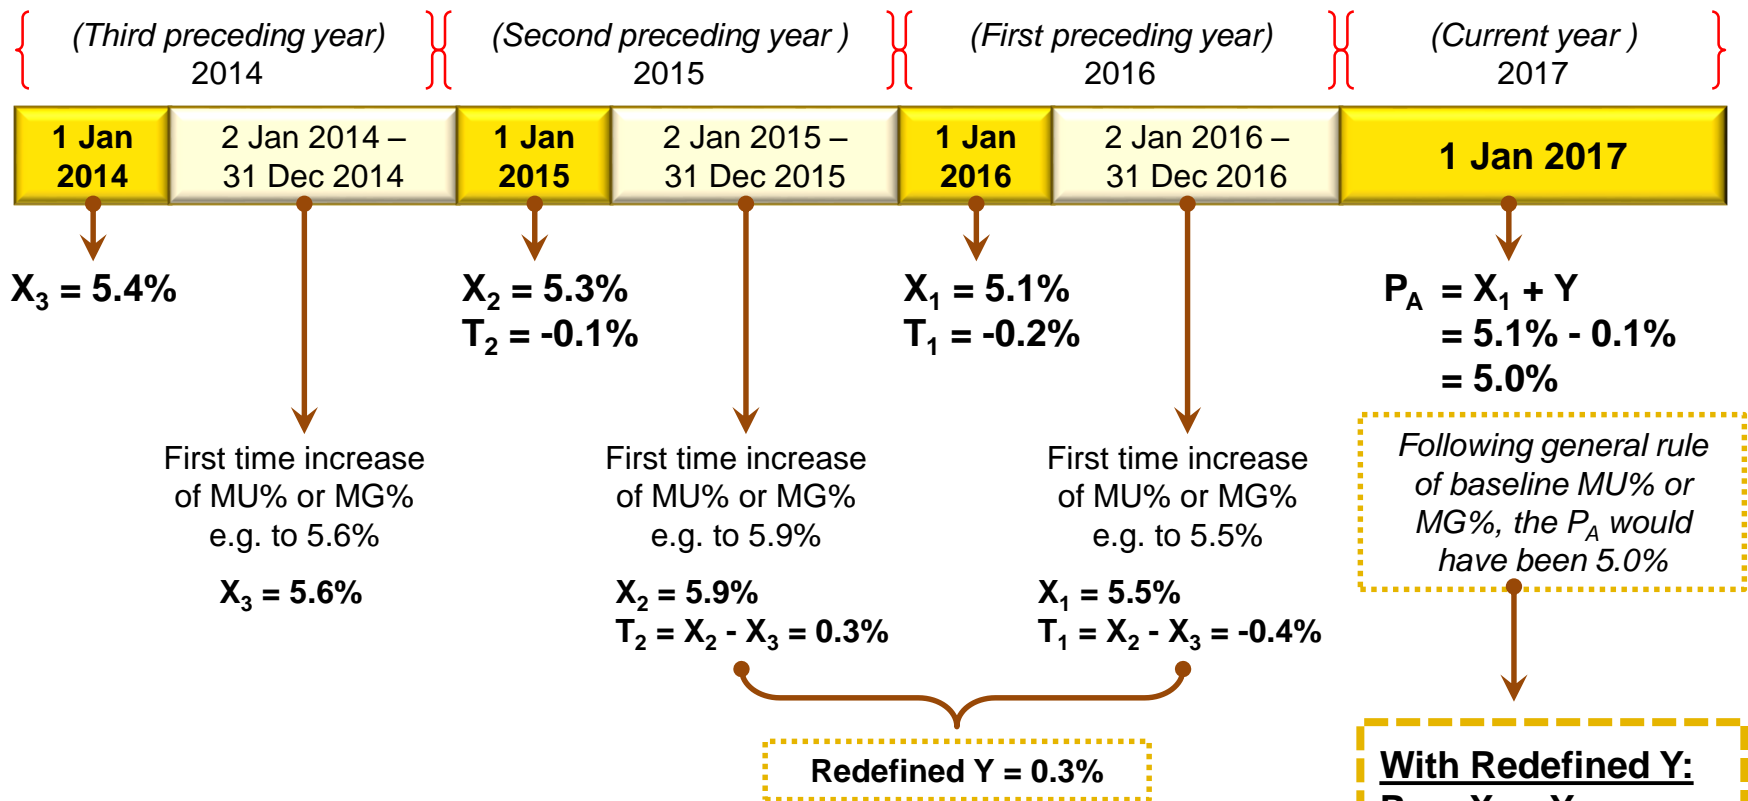 (Third preceding year)
2014
(Second preceding year )
2015
(First preceding year)
2016
(Current year )
2017
1 Jan
2014
2 Jan 2014 –
31 Dec 2014
1 Jan
2015
2 Jan 2015 –
31 Dec 2015
1 Jan
2016
2 Jan 2016 –
31 Dec 2016
1 Jan 2017
X3 = 5.4%
X2 = 5.3%
T2 = -0.1%
X1 = 5.1%
T1 = -0.2%
PA = X1 + Y
= 5.1% - 0.1%
= 5.0%
First time increase
of MU% or MG%
e.g. to 5.6%
X3 = 5.6%
First time increase
of MU% or MG%
e.g. to 5.9%
X2 = 5.9%
T2 = X2 - X3 = 0.3%
First time increase
of MU% or MG%
e.g. to 5.5%
X1 = 5.5%
T1 = X2 - X3 = -0.4%
Following general rule
of baseline MU% or
MG%, the PA would
have been 5.0%
Redefined Y = 0.3%
With Redefined Y: